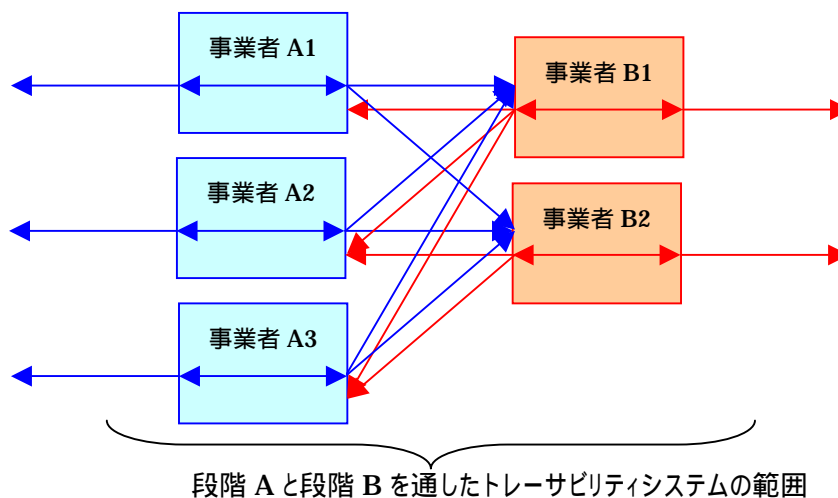 事業者 A1
事業者 B1
事業者 A2
事業者 B2
事業者 A3
段階 A と段階 B を通したトレーサビリティシステムの範囲